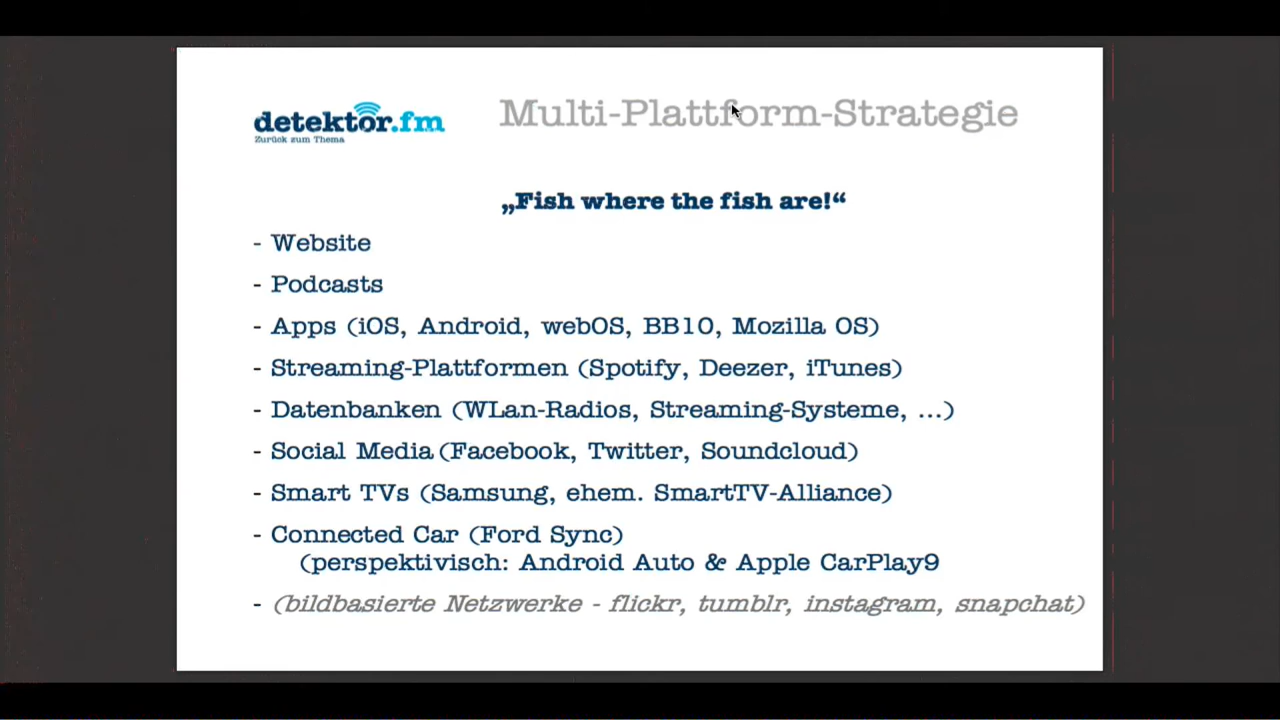 detektor.fm
Zurück zum Thema
Multi-Plattform-Strategie
„Fish where the fish are!“
- Website
- Podcasts
- Apps (iOS, Android, webOS, BB10, Mozilla OS)
- Streaming-Plattformen (Spotify, Deezer, iTunes)
- Datenbanken (WLan-Radios, Streaming-Systeme, ...)
- Social Media (Facebook, Twitter, Soundcloud)
- Smart TVs (Samsung, ehem. SmartTV-Alliance)
- Connected Car (Ford Sync)
(perspektivisch: Android Auto & Apple CarPlay9
- (bildbasierte Netzwerke - flickr, tumblr, instagram, snapchat)